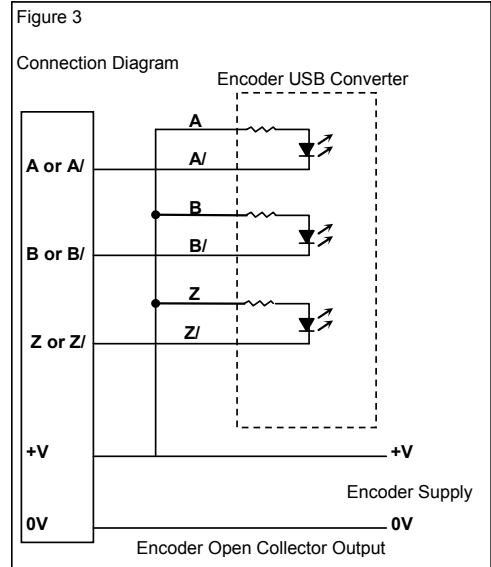 Figure 3
Connection Diagram
Encoder USB Converter
A
A or A/
A/
B
B or B/
B/
Z
Z or Z/
Z/
+V
+V
Encoder Supply
0V
0V
Encoder Open Collector Output